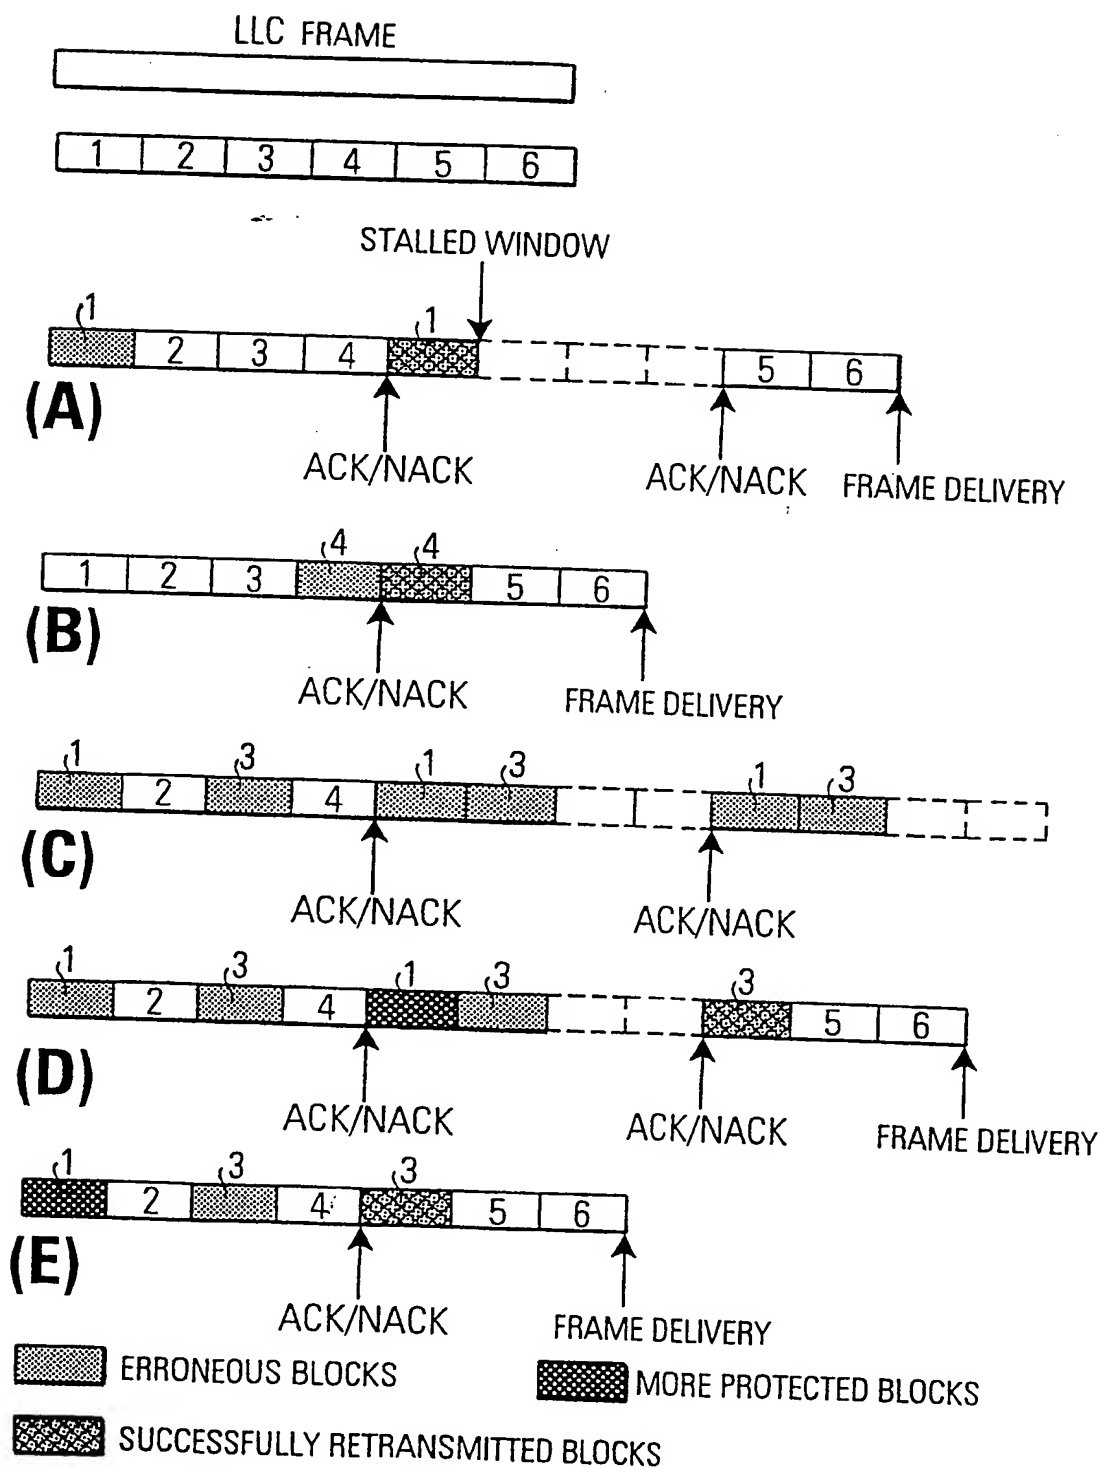 LLC FRAME
1 2 3 4 5 6
STALLED WINDOW
1 1
2 3 4 5 6
(A)
ACK/NACK ACK/NACK FRAME DELIVERY
4 4
1 2 3 5 6
(B)
ACK/NACK FRAME DELIVERY
1 3 1 3 1 3
2 4
(C)
ACK/NACK ACK/NACK
1 3 1 3 3
2 4 5 6
(D)
ACK/NACK ACK/NACK FRAME DELIVERY
1 3 3
2 4 5 6
(E)
ACK/NACK FRAME DELIVERY
ERRONEOUS BLOCKS MORE PROTECTED BLOCKS
SUCCESSFULLY RETRANSMITTED BLOCKS